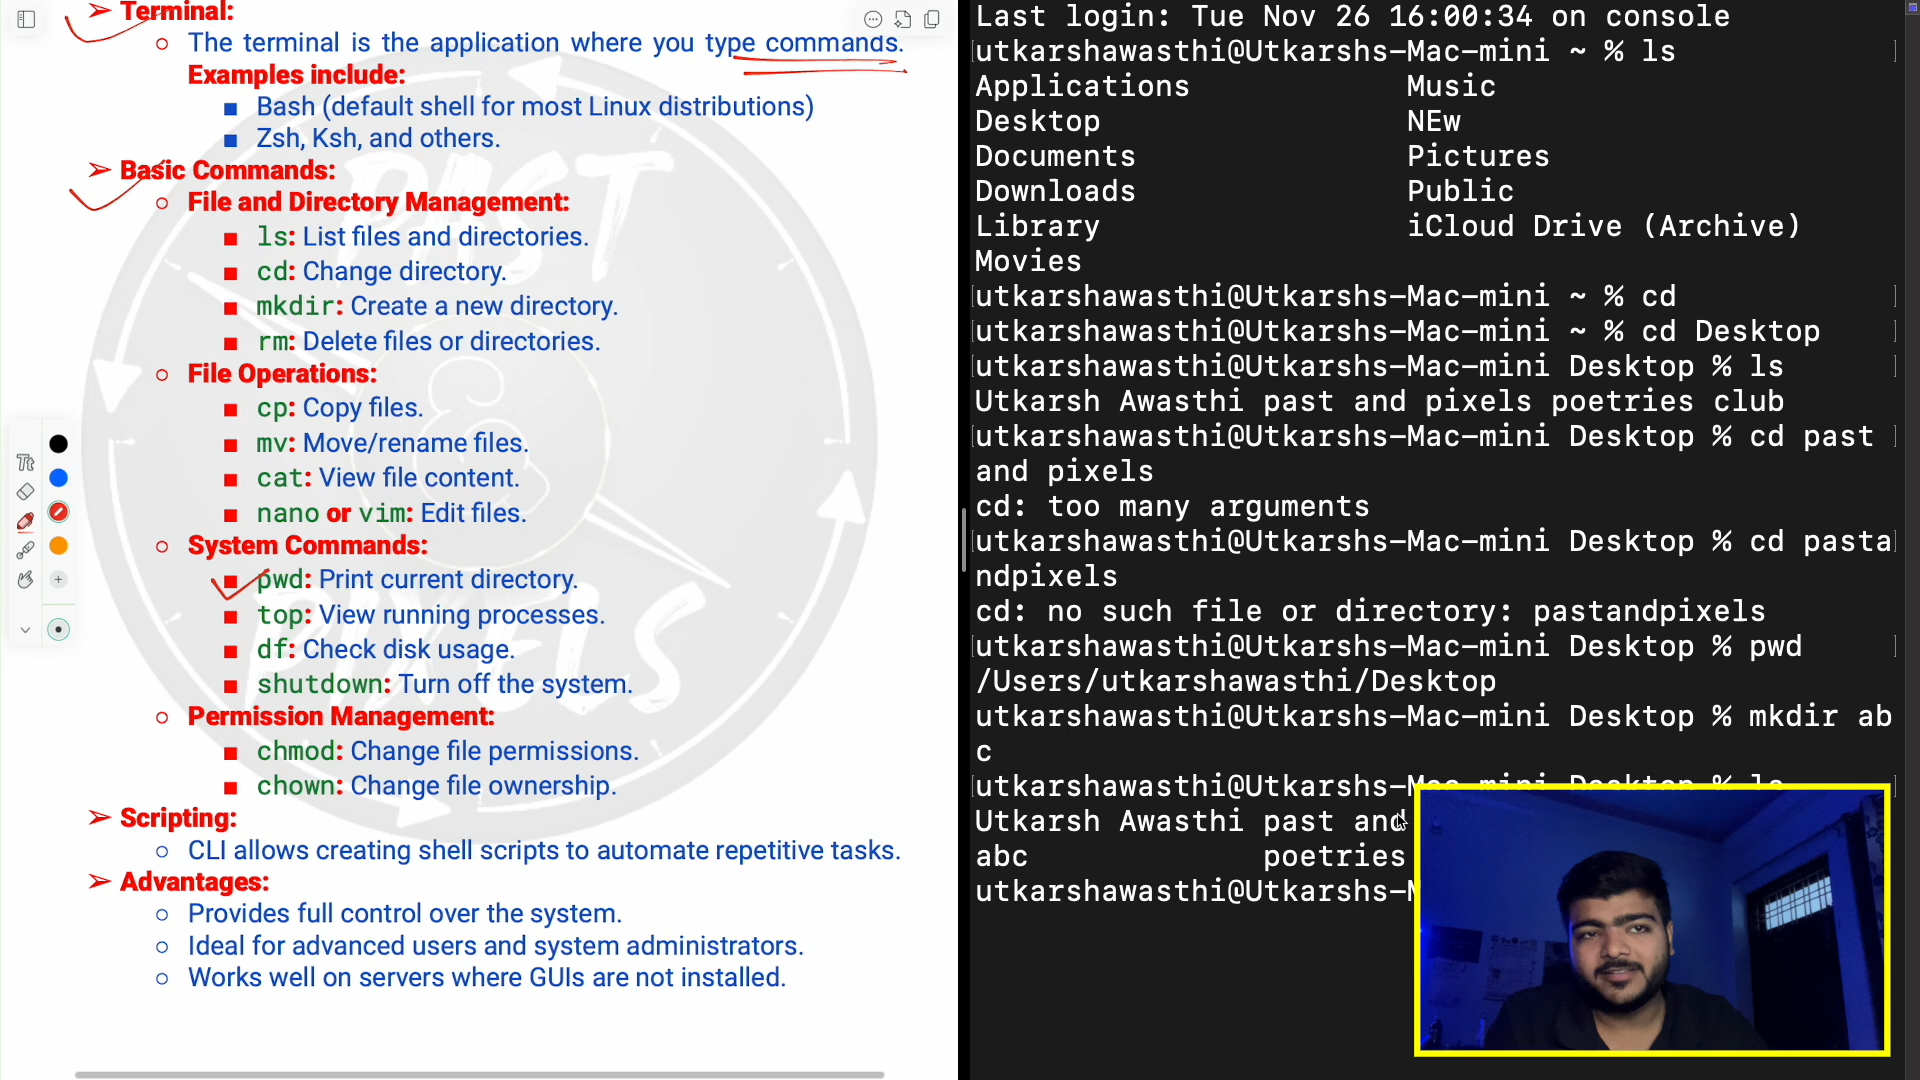 ➢ Terminal:
○ The terminal is the application where you type commands.
Examples include:
■ Bash (default shell for most Linux distributions)
■ Zsh, Ksh, and others.
➢ Basic Commands:
○ File and Directory Management:
■ ls: List files and directories.
■ cd: Change directory.
■ mkdir: Create a new directory.
■ rm: Delete files or directories.
○ File Operations:
■ cp: Copy files.
■ mv: Move/rename files.
■ cat: View file content.
■ nano or vim: Edit files.
○ System Commands:
■ pwd: Print current directory.
■ top: View running processes.
■ df: Check disk usage.
■ shutdown: Turn off the system.
○ Permission Management:
■ chmod: Change file permissions.
■ chown: Change file ownership.
➢ Scripting:
○ CLI allows creating shell scripts to automate repetitive tasks.
➢ Advantages:
○ Provides full control over the system.
○ Ideal for advanced users and system administrators.
○ Works well on servers where GUIs are not installed.
PAST
&
PIXELS
Tt
Last login: Tue Nov 26 16:00:34 on console
utkarshawasthi@Utkarshs-Mac-mini ~ % ls
Applications Music
Desktop NEw
Documents Pictures
Downloads Public
Library iCloud Drive (Archive)
Movies
utkarshawasthi@Utkarshs-Mac-mini ~ % cd
utkarshawasthi@Utkarshs-Mac-mini ~ % cd Desktop
utkarshawasthi@Utkarshs-Mac-mini Desktop % ls
Utkarsh Awasthi past and pixels poetries club
utkarshawasthi@Utkarshs-Mac-mini Desktop % cd past
and pixels
cd: too many arguments
utkarshawasthi@Utkarshs-Mac-mini Desktop % cd pasta
ndpixels
cd: no such file or directory: pastandpixels
utkarshawasthi@Utkarshs-Mac-mini Desktop % pwd
/Users/utkarshawasthi/Desktop
utkarshawasthi@Utkarshs-Mac-mini Desktop % mkdir ab
c
utkarshawasthi@Utkarshs-Mac-mini Desktop % ls
Utkarsh Awasthi past and
abc poetries
utkarshawasthi@Utkarshs-M